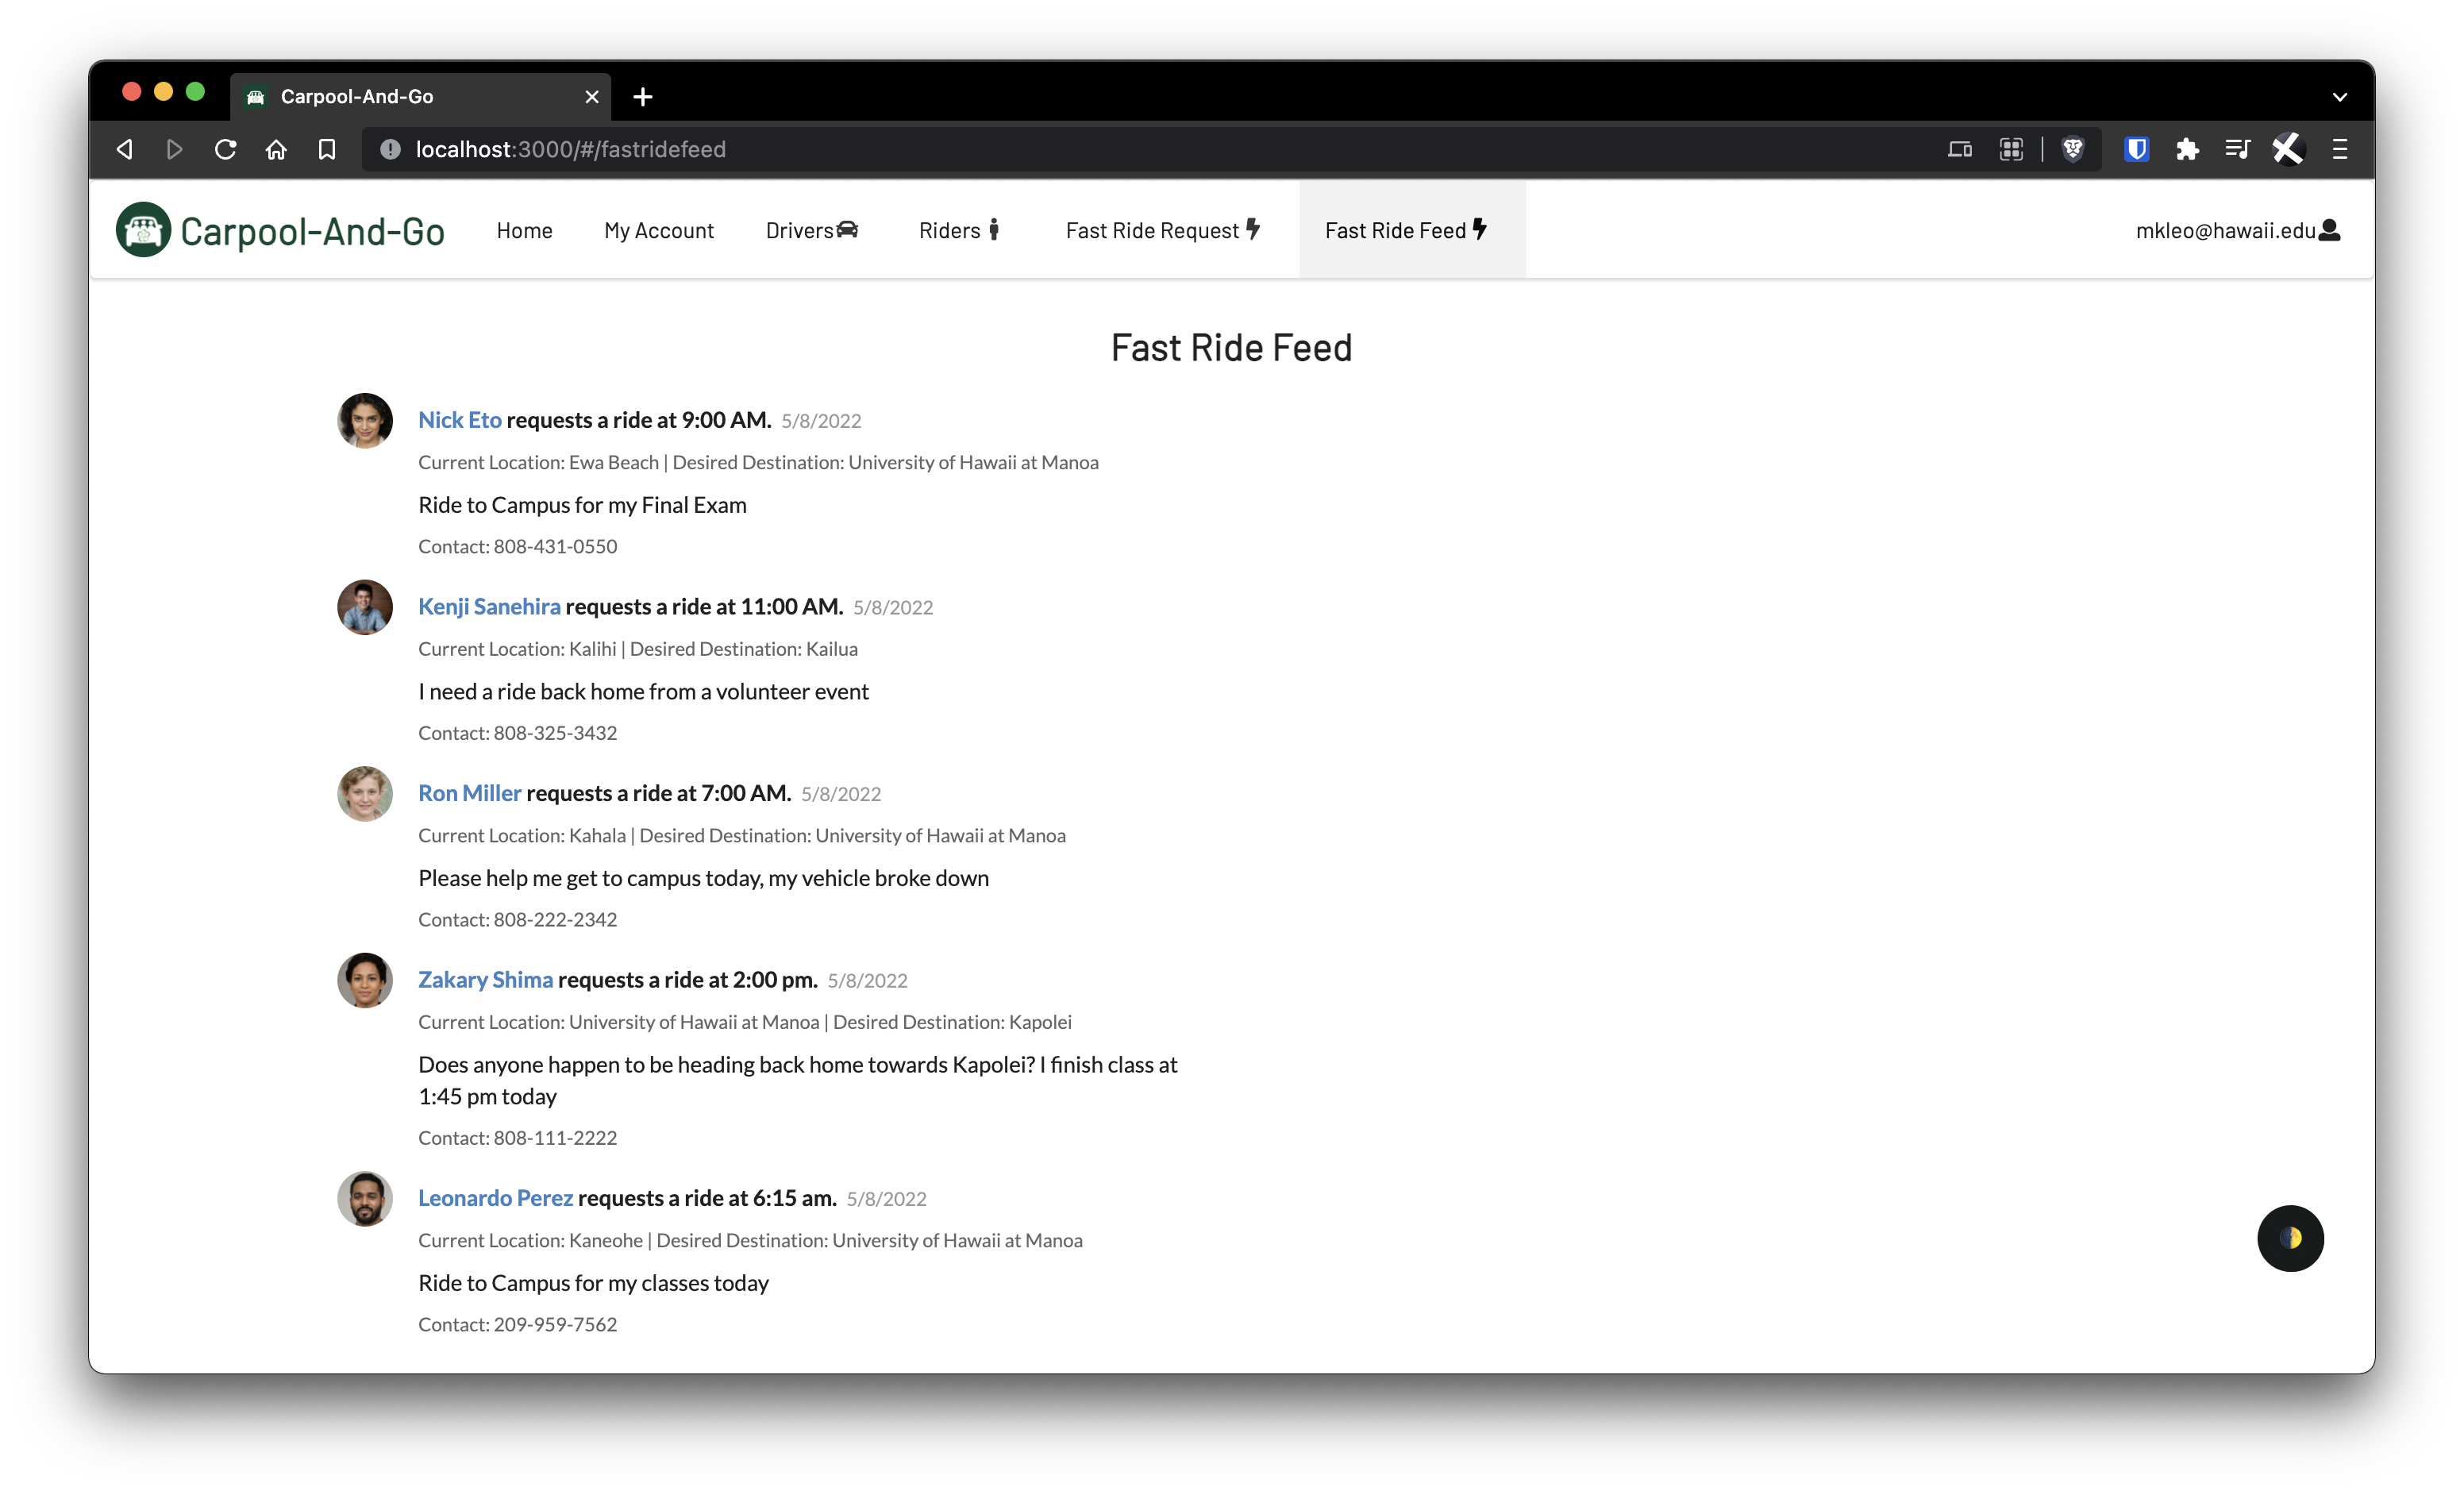 Carpool-And-Go
localhost:3000/#/fastridefeed
Carpool-And-Go Home My Account Drivers Riders Fast Ride Request Fast Ride Feed mkleo@hawaii.edu
Fast Ride Feed
Nick Eto requests a ride at 9:00 AM. 5/8/2022
Current Location: Ewa Beach | Desired Destination: University of Hawaii at Manoa
Ride to Campus for my Final Exam
Contact: 808-431-0550
Kenji Sanehira requests a ride at 11:00 AM. 5/8/2022
Current Location: Kalihi | Desired Destination: Kailua
I need a ride back home from a volunteer event
Contact: 808-325-3432
Ron Miller requests a ride at 7:00 AM. 5/8/2022
Current Location: Kahala | Desired Destination: University of Hawaii at Manoa
Please help me get to campus today, my vehicle broke down
Contact: 808-222-2342
Zakary Shima requests a ride at 2:00 pm. 5/8/2022
Current Location: University of Hawaii at Manoa | Desired Destination: Kapolei
Does anyone happen to be heading back home towards Kapolei? I finish class at
1:45 pm today
Contact: 808-111-2222
Leonardo Perez requests a ride at 6:15 am. 5/8/2022
Current Location: Kaneohe | Desired Destination: University of Hawaii at Manoa
Ride to Campus for my classes today
Contact: 209-959-7562